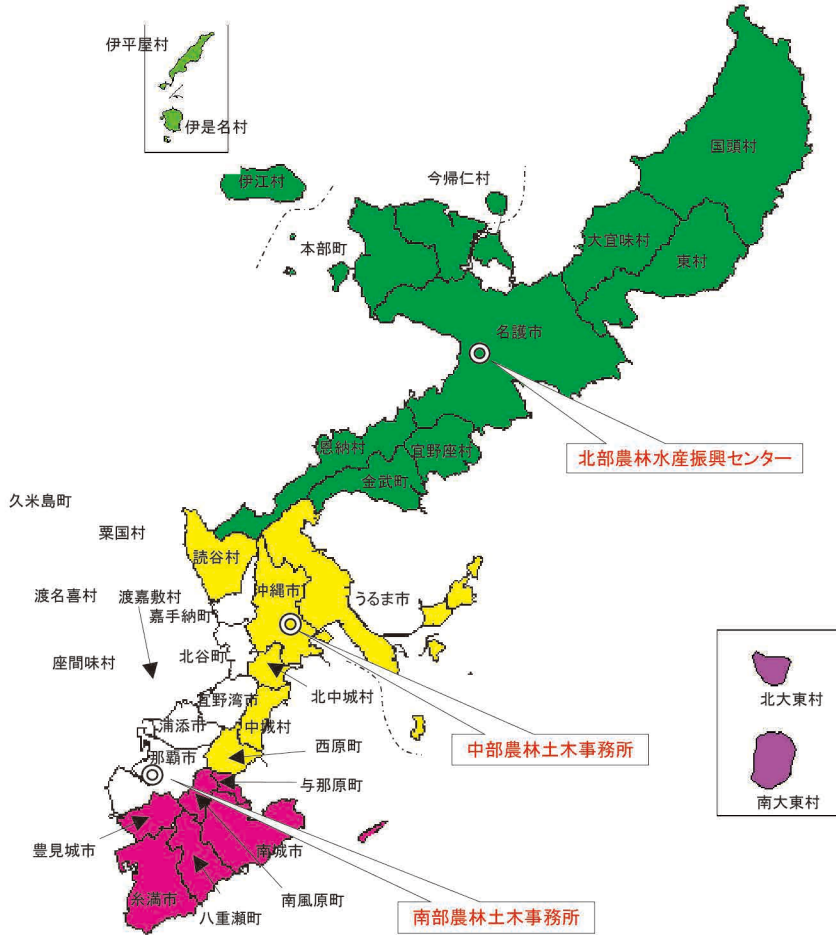 伊平屋村
伊是名村
国頭村
伊江村
今帰仁村
大宜味村
本部町
東村
名護市
恩納村
宜野座村
北部農林水産振興センター
金武町
久米島町
粟国村
読谷村
沖縄市
うるま市
渡名喜村
渡嘉敷村
嘉手納町
座間味村
北谷町
北中城村
北大東村
宜野湾市
浦添市
中城村
西原町
中部農林土木事務所
那覇市
与那原町
南大東村
豊見城市
南城市
糸満市
南風原町
八重瀬町
南部農林土木事務所